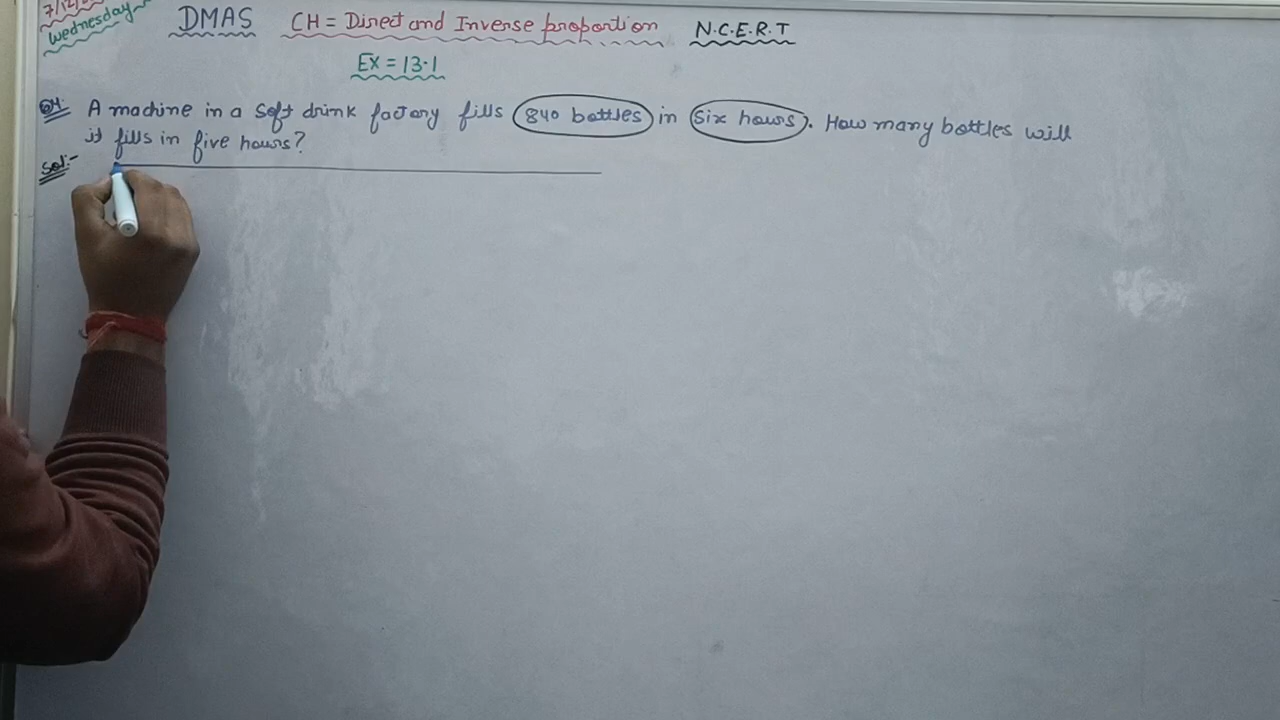 7/12/
Wednesday
DMAS CH = Direct and Inverse proportion N.C.E.R.T
EX = 13.1
Q4. A machine in a soft drink factory fills 840 bottles in six hours. How many bottles will
it fills in five hours?
Sol:-